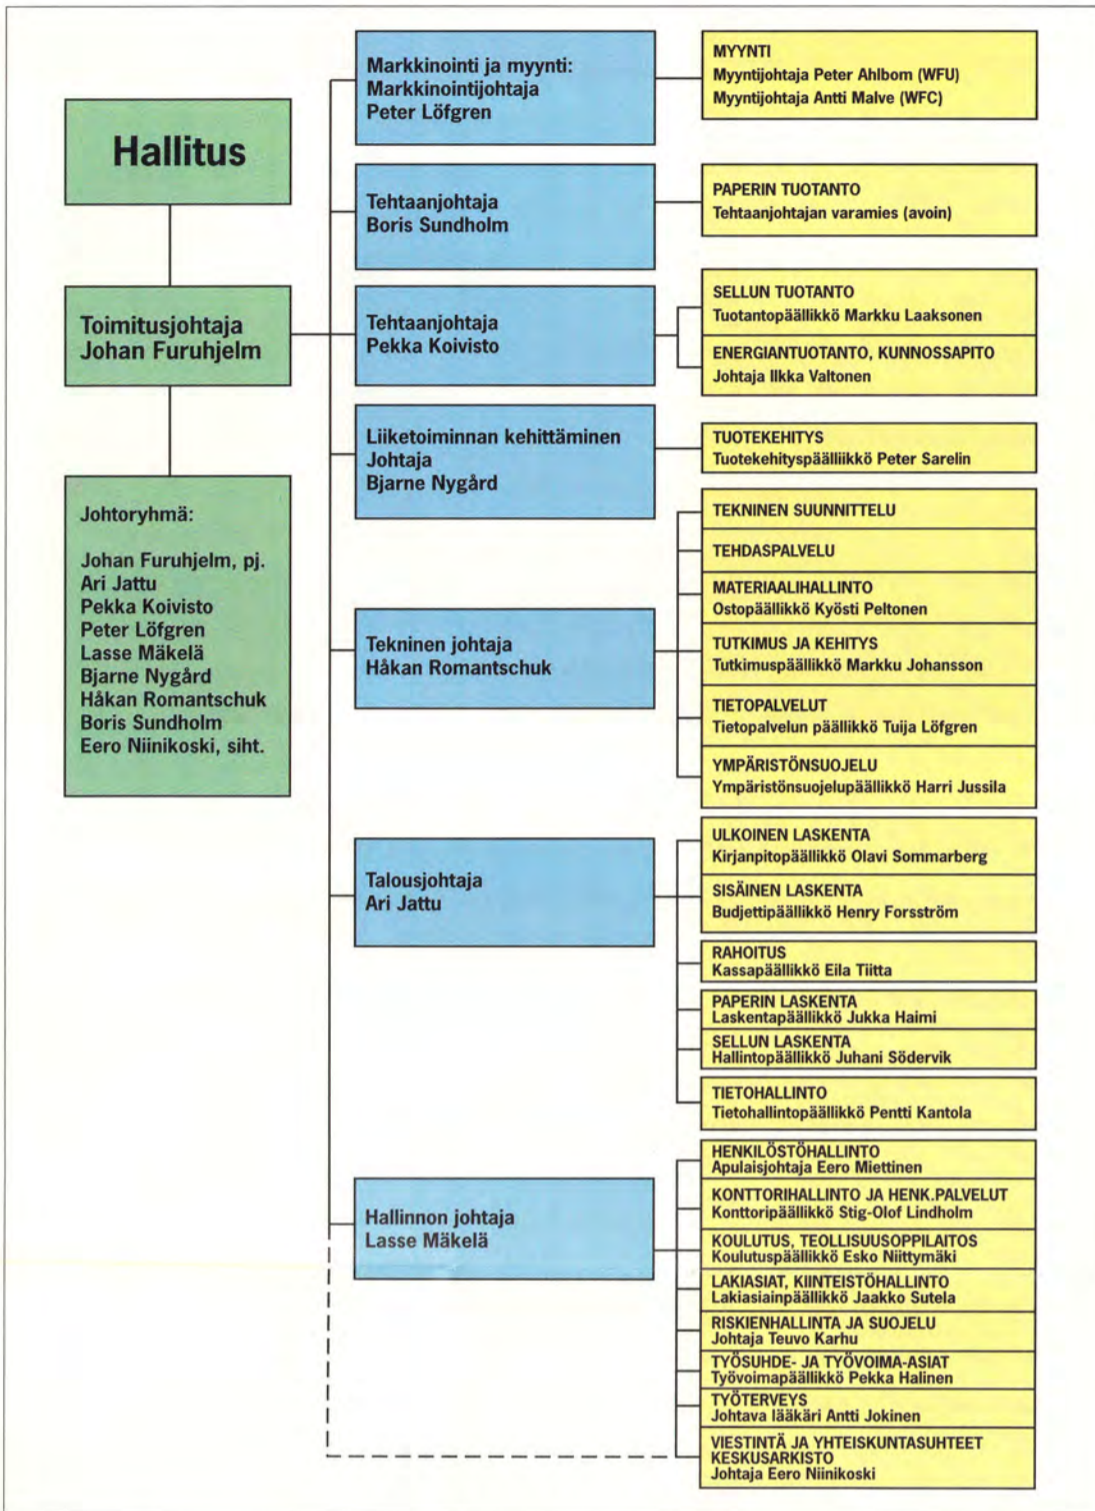 Hallitus
Toimitusjohtaja
Johan Furuhjelm
Johtoryhmä:
Johan Furuhjelm, pj.
Ari Jattu
Pekka Koivisto
Peter Löfgren
Lasse Mäkelä
Bjarne Nygård
Håkan Romantschuk
Boris Sundholm
Eero Niinikoski, siht.
Markkinointi ja myynti:
Markkinointijohtaja
Peter Löfgren
MYYNTI
Myyntijohtaja Peter Ahlbom (WFU)
Myyntijohtaja Antti Malve (WFC)
Tehtaanjohtaja
Boris Sundholm
PAPERIN TUOTANTO
Tehtaanjohtajan varamies (avoin)
Tehtaanjohtaja
Pekka Koivisto
SELLUN TUOTANTO
Tuotantopäällikkö Markku Laaksonen
ENERGIANTUOTANTO, KUNNOSSAPITO
Johtaja Ilkka Valtonen
Liiketoiminnan kehittäminen
Johtaja
Bjarne Nygård
TUOTEKEHITYS
Tuotekehityspäälliikkö Peter Sarelin
Tekninen johtaja
Håkan Romantschuk
TEKNINEN SUUNNITTELU
TEHDASPALVELU
MATERIAALIHALLINTO
Ostopäällikkö Kyösti Peltonen
TUTKIMUS JA KEHITYS
Tutkimuspäällikkö Markku Johansson
TIETOPALVELUT
Tietopalvelun päällikkö Tuija Löfgren
YMPÄRISTÖNSUOJELU
Ympäristönsuojelupäällikkö Harri Jussila
Talousjohtaja
Ari Jattu
ULKOINEN LASKENTA
Kirjanpitopäällikkö Olavi Sommarberg
SISÄINEN LASKENTA
Budjettipäällikkö Henry Forsström
RAHOITUS
Kassapäällikkö Eila Tiitta
PAPERIN LASKENTA
Laskentapäällikkö Jukka Haimi
SELLUN LASKENTA
Hallintopäällikkö Juhani Södervik
TIETOHALLINTO
Tietohallintopäällikkö Pentti Kantola
Hallinnon johtaja
Lasse Mäkelä
HENKILÖSTÖHALLINTO
Apulaisjohtaja Eero Miettinen
KONTTORIHALLINTO JA HENK.PALVELUT
Konttoripäällikkö Stig-Olof Lindholm
KOULUTUS, TEOLLISUUSOPPILAITOS
Koulutuspäällikkö Esko Niittymäki
LAKIASIAT, KIINTEISTÖHALLINTO
Lakiasiainpäällikkö Jaakko Sutela
RISKIENHALLINTA JA SUOJELU
Johtaja Teuvo Karhu
TYÖSUHDE- JA TYÖVOIMA-ASIAT
Työvoimapäällikkö Pekka Halinen
TYÖTERVEYS
Johtava lääkäri Antti Jokinen
VIESTINTÄ JA YHTEISKUNTASUHTEET
KESKUSARKISTO
Johtaja Eero Niinikoski